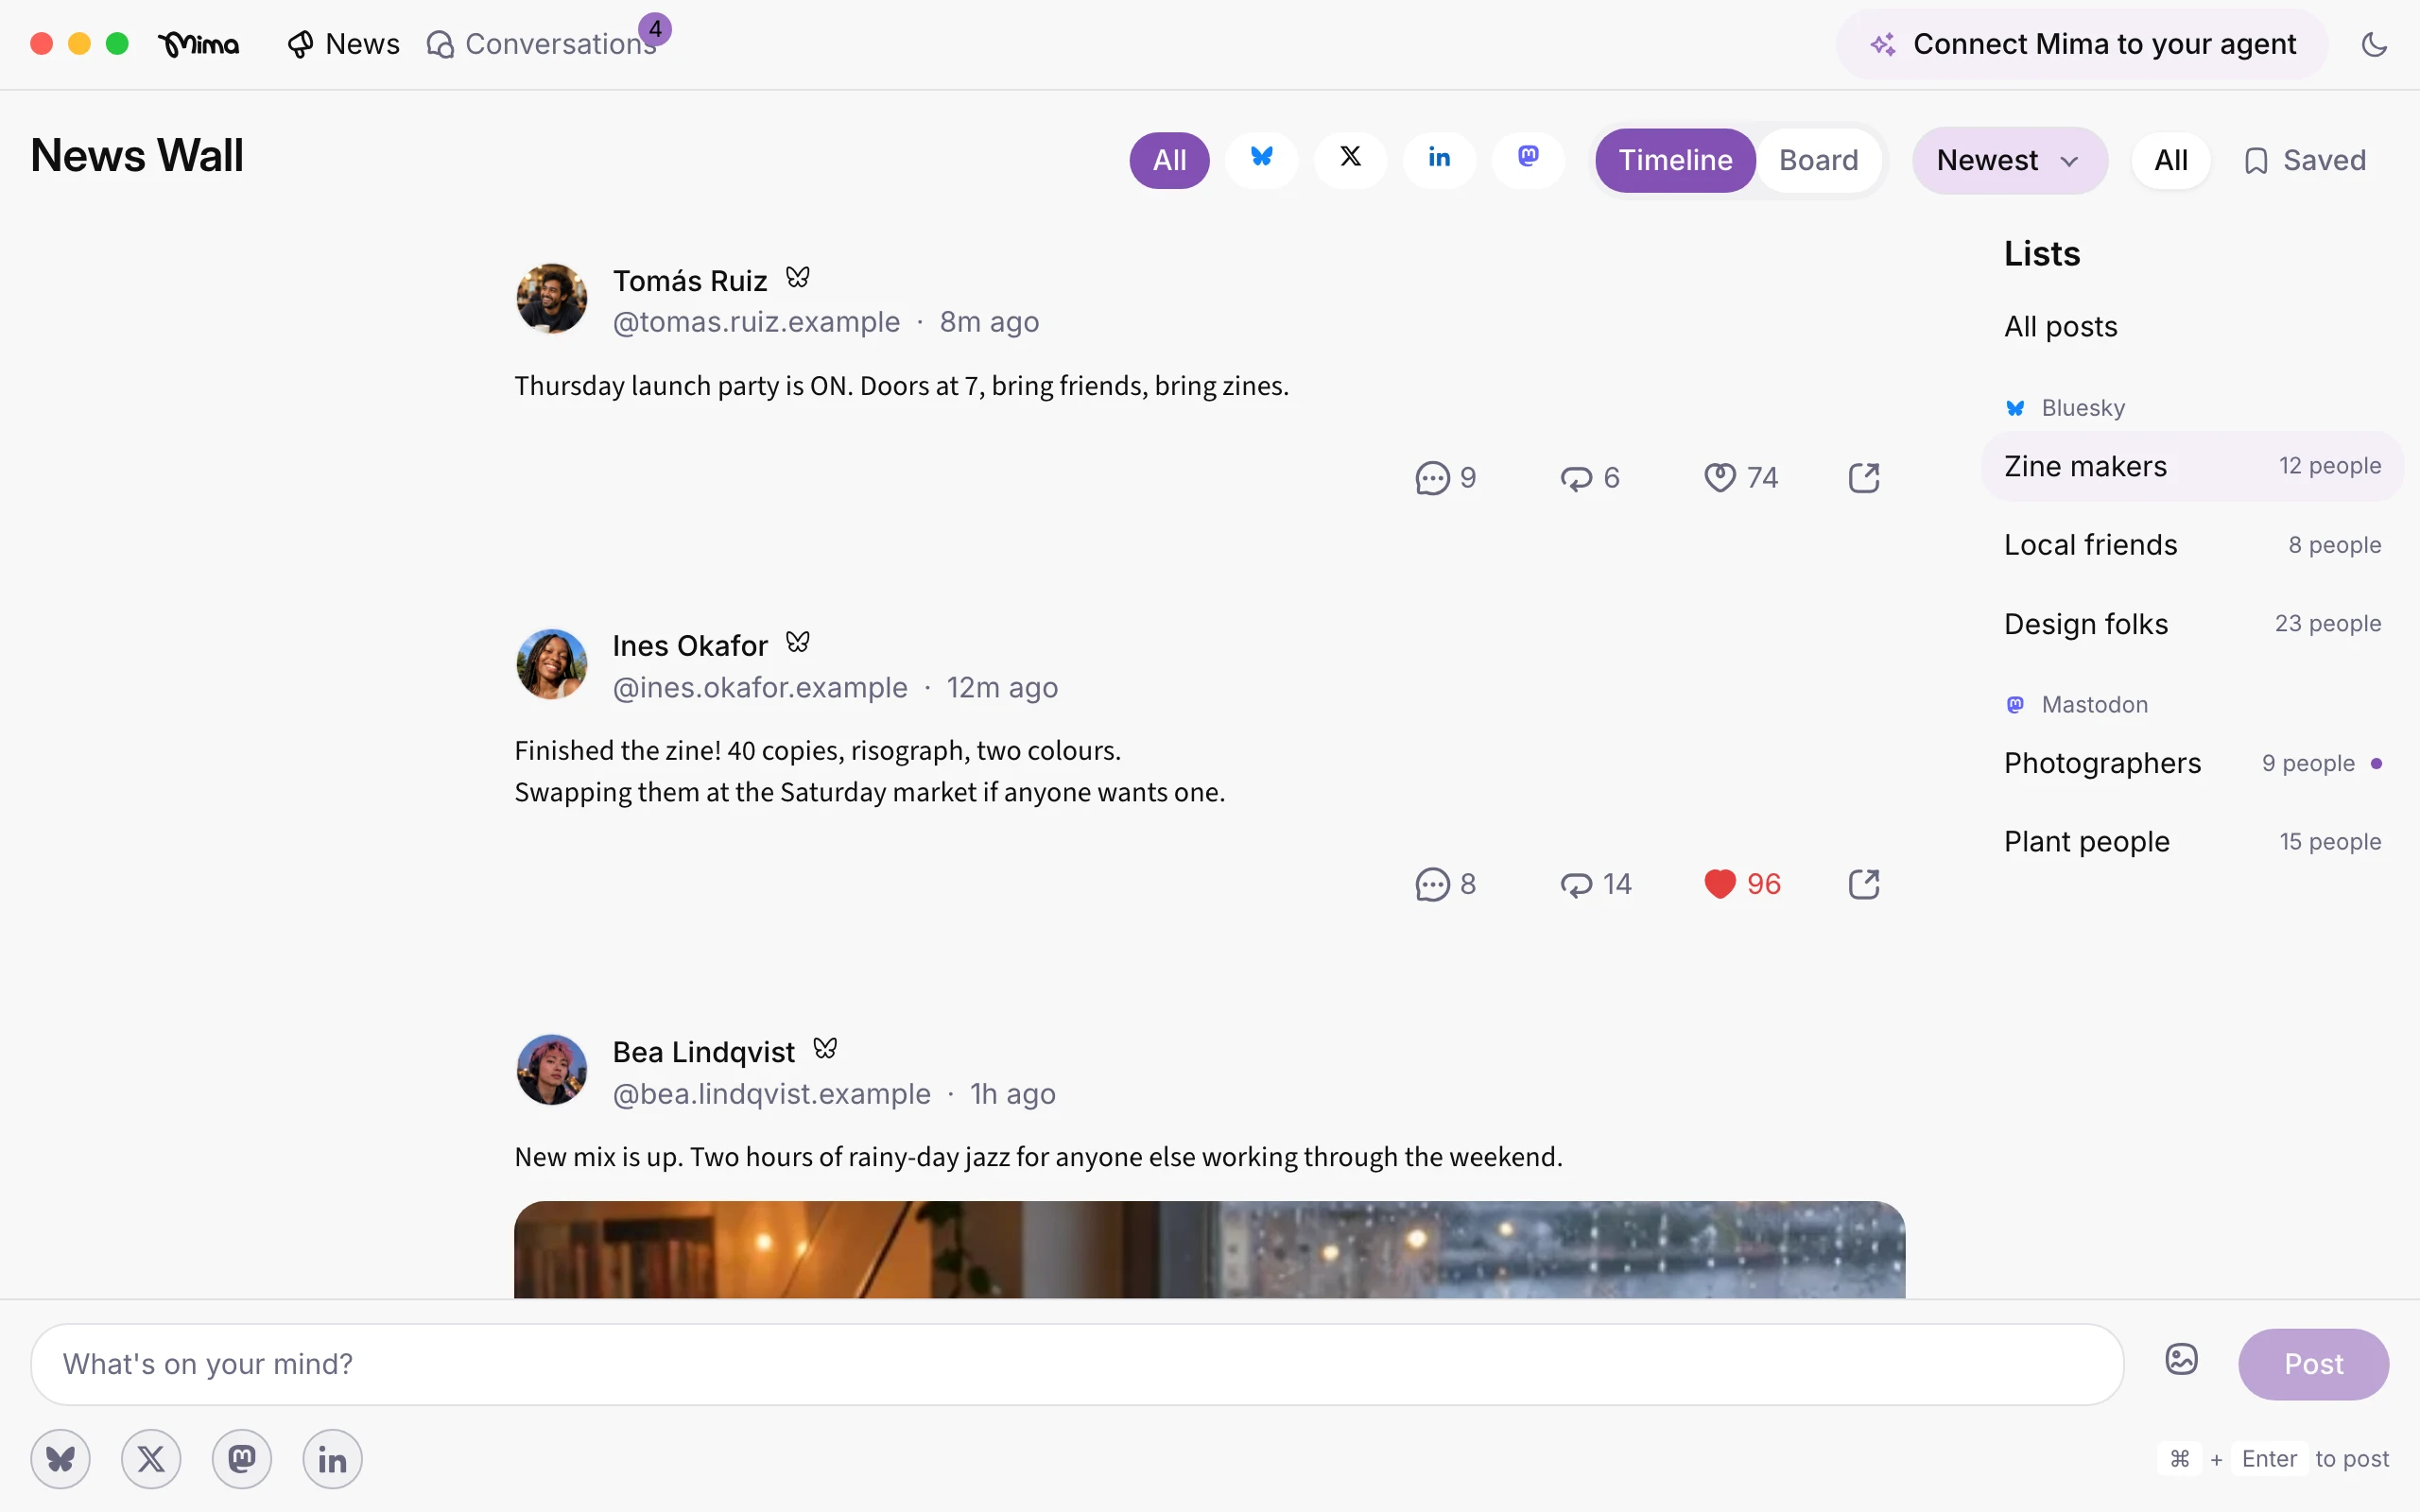 Mima
News
Conversations
4
Connect Mima to your agent
News Wall
All
Timeline
Board
Newest
All
Saved
Tomás Ruiz
@tomas.ruiz.example · 8m ago
Thursday launch party is ON. Doors at 7, bring friends, bring zines.
9
6
74
Ines Okafor
@ines.okafor.example · 12m ago
Finished the zine! 40 copies, risograph, two colours.
Swapping them at the Saturday market if anyone wants one.
8
14
96
Bea Lindqvist
@bea.lindqvist.example · 1h ago
New mix is up. Two hours of rainy-day jazz for anyone else working through the weekend.
Lists
All posts
Bluesky
Zine makers 12 people
Local friends 8 people
Design folks 23 people
Mastodon
Photographers 9 people
Plant people 15 people
What's on your mind?
Post
⌘ + Enter to post